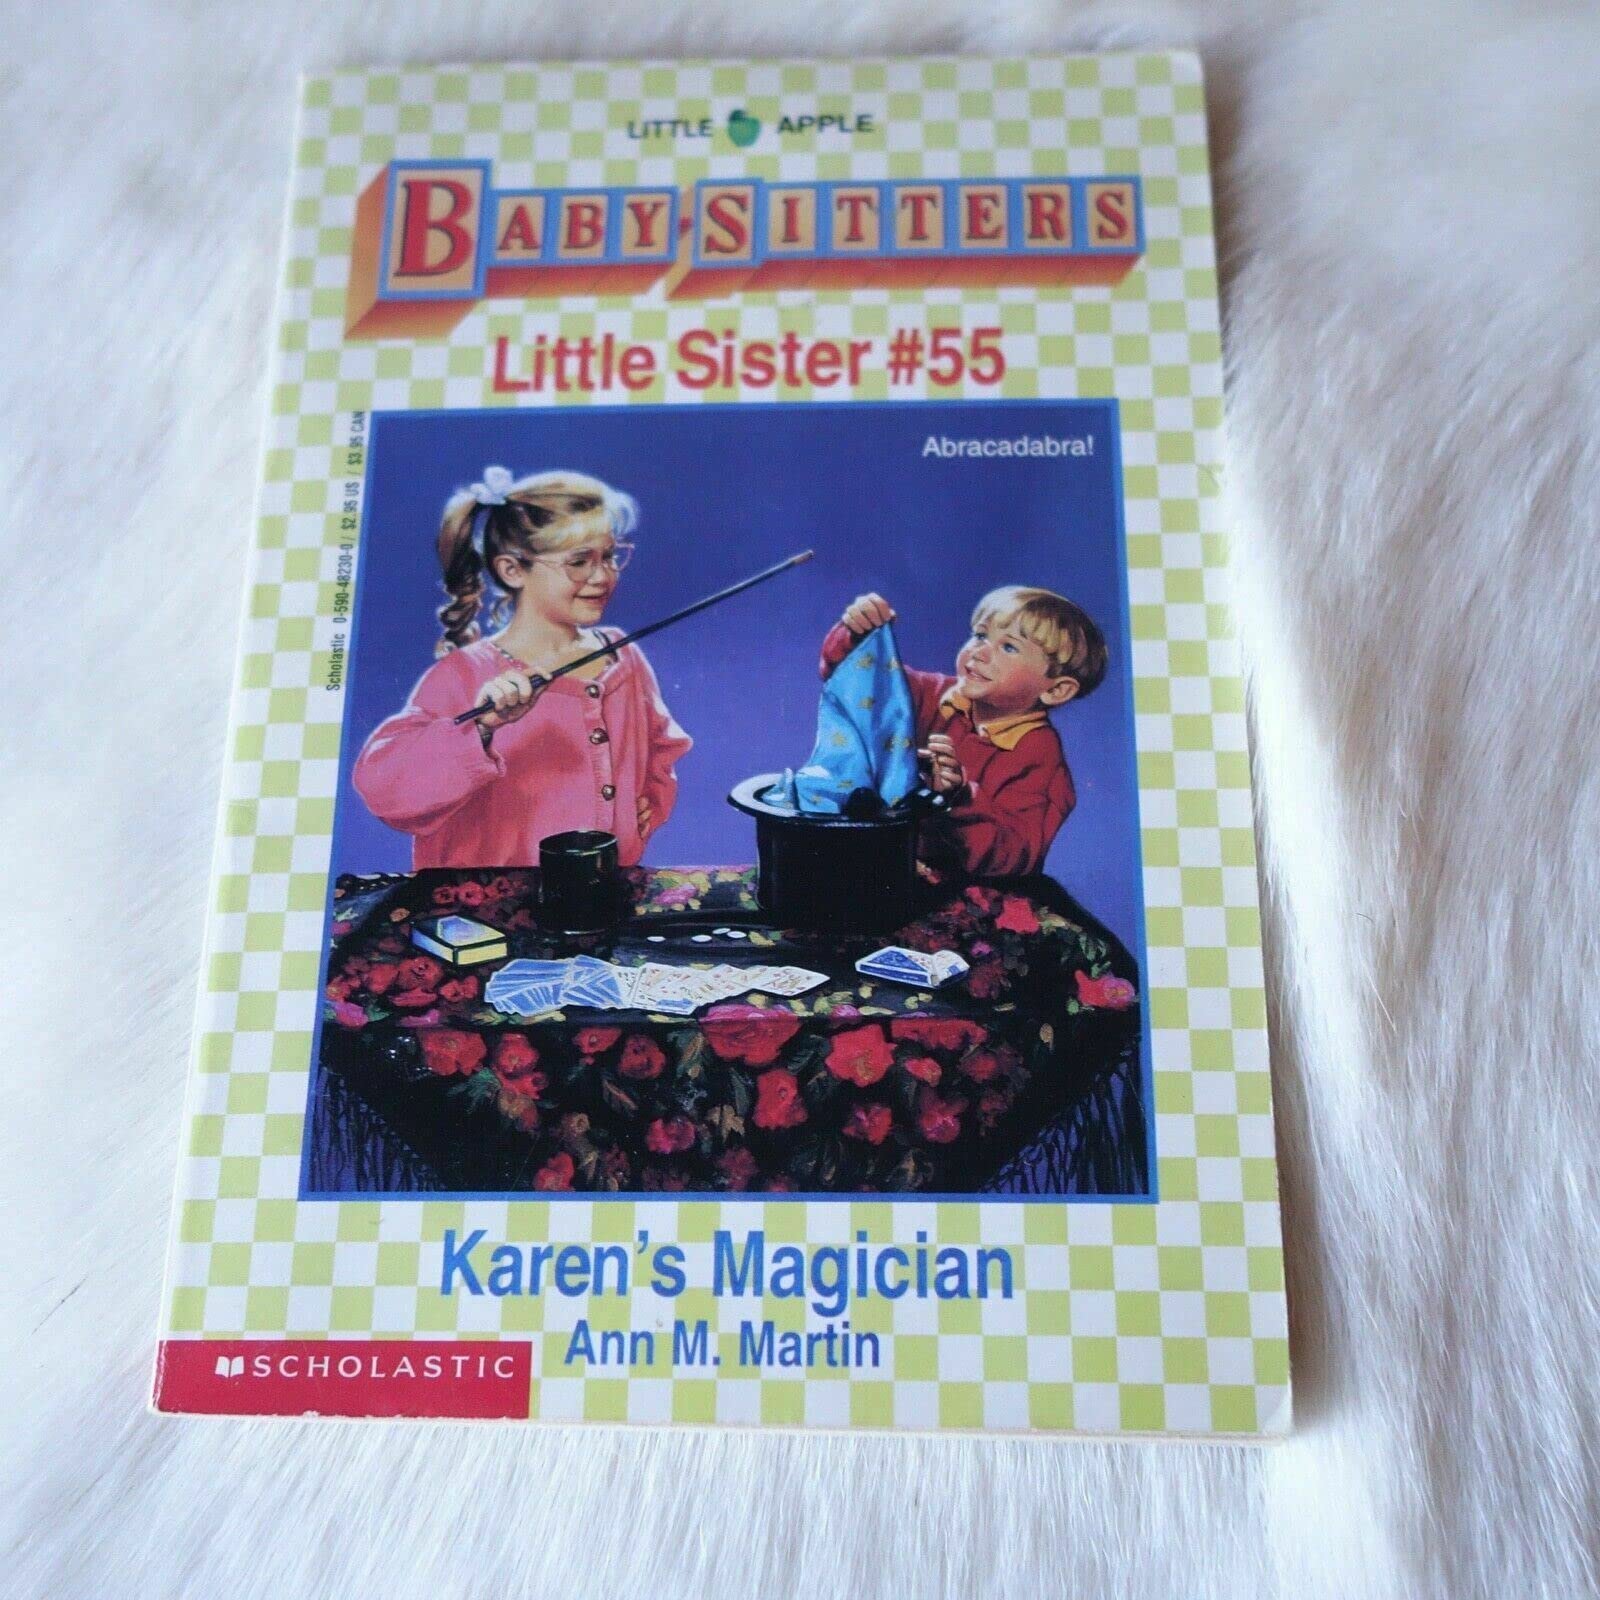 LITTLE APPLE
BABY-SITTERS
Little Sister #55
Scholastic 0-590-48230-0 / $2.95 US / $3.95 CAN
Abracadabra!
Karen's Magician
Ann M. Martin
SCHOLASTIC